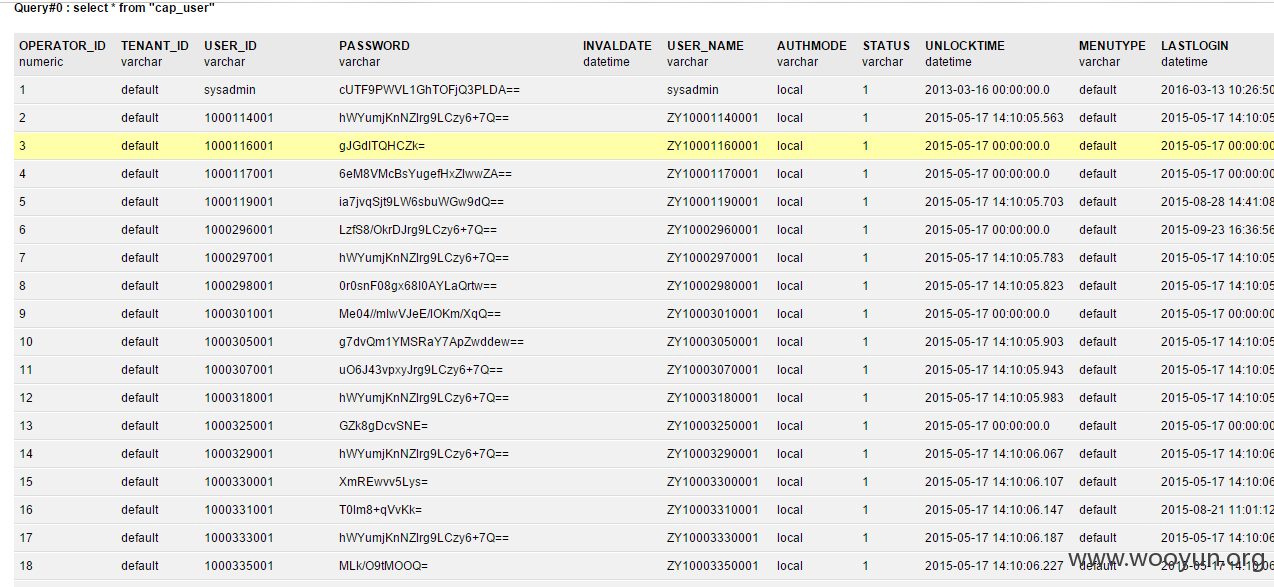 Query#0 : select * from "cap_user"
OPERATOR_ID TENANT_ID USER_ID PASSWORD INVALDATE USER_NAME AUTHMODE STATUS UNLOCKTIME MENUTYPE LASTLOGIN
numeric varchar varchar varchar datetime varchar varchar varchar datetime varchar datetime
1 default sysadmin cUTF9PWVL1GhTOFjQ3PLDA== sysadmin local 1 2013-03-16 00:00:00.0 default 2016-03-13 10:26:50
2 default 1000114001 hWYumjKnNZlrg9LCzy6+7Q== ZY10001140001 local 1 2015-05-17 14:10:05.563 default 2015-05-17 14:10:05
3 default 1000116001 gJGdITQHCZk= ZY10001160001 local 1 2015-05-17 00:00:00.0 default 2015-05-17 00:00:00
4 default 1000117001 6eM8VMcBsYugefHxZlwwZA== ZY10001170001 local 1 2015-05-17 00:00:00.0 default 2015-05-17 00:00:00
5 default 1000119001 ia7jvqSjt9LW6sbuWGw9dQ== ZY10001190001 local 1 2015-05-17 14:10:05.703 default 2015-08-28 14:41:08
6 default 1000296001 LzfS8/OkrDJrg9LCzy6+7Q== ZY10002960001 local 1 2015-05-17 00:00:00.0 default 2015-09-23 16:36:56
7 default 1000297001 hWYumjKnNZlrg9LCzy6+7Q== ZY10002970001 local 1 2015-05-17 14:10:05.783 default 2015-05-17 14:10:05
8 default 1000298001 0r0snF08gx68I0AYLaQrtw== ZY10002980001 local 1 2015-05-17 14:10:05.823 default 2015-05-17 14:10:05
9 default 1000301001 Me04//mlwVJeE/IOKm/XqQ== ZY10003010001 local 1 2015-05-17 00:00:00.0 default 2015-05-17 00:00:00
10 default 1000305001 g7dvQm1YMSRaY7ApZwddew== ZY10003050001 local 1 2015-05-17 14:10:05.903 default 2015-05-17 14:10:05
11 default 1000307001 uO6J43vpxyJrg9LCzy6+7Q== ZY10003070001 local 1 2015-05-17 14:10:05.943 default 2015-05-17 14:10:05
12 default 1000318001 hWYumjKnNZlrg9LCzy6+7Q== ZY10003180001 local 1 2015-05-17 14:10:05.983 default 2015-05-17 14:10:05
13 default 1000325001 GZk8gDcvSNE= ZY10003250001 local 1 2015-05-17 00:00:00.0 default 2015-05-17 00:00:00
14 default 1000329001 hWYumjKnNZlrg9LCzy6+7Q== ZY10003290001 local 1 2015-05-17 14:10:06.067 default 2015-05-17 14:10:06
15 default 1000330001 XmREwvv5Lys= ZY10003300001 local 1 2015-05-17 14:10:06.107 default 2015-05-17 14:10:06
16 default 1000331001 T0lm8+qVvKk= ZY10003310001 local 1 2015-05-17 14:10:06.147 default 2015-08-21 11:01:12
17 default 1000333001 hWYumjKnNZlrg9LCzy6+7Q== ZY10003330001 local 1 2015-05-17 14:10:06.187 default 2015-05-17 14:10:06
18 default 1000335001 MLk/O9tMOOQ= ZY10003350001 local 1 2015-05-17 14:10:06.227 default 2015-05-17 14:10:06
www.wooyun.org